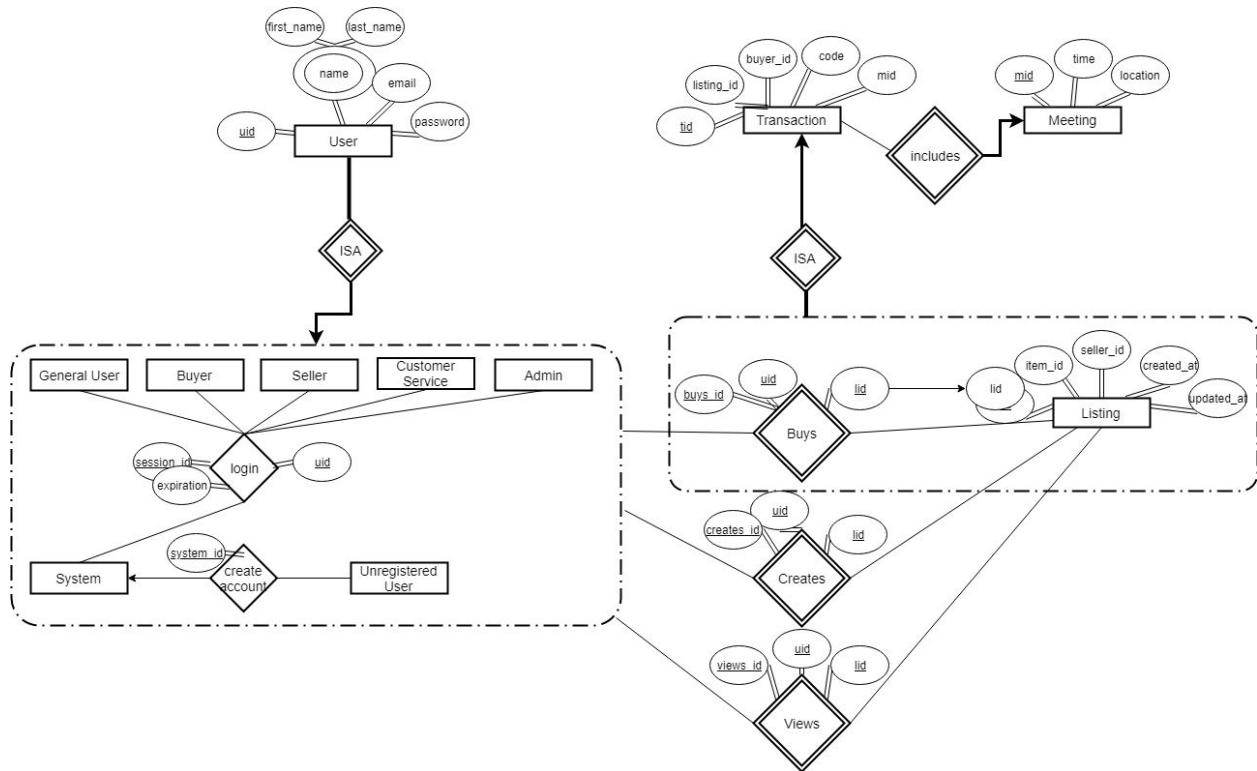 first_name
last_name
name
email
uid
password
User
ISA
buyer_id
code
listing_id
mid
tid
Transaction
includes
mid
time
location
Meeting
ISA
General User
Buyer
Seller
Customer
Service
Admin
session_id
expiration
login
uid
system_id
System
create
account
Unregistered
User
buys_id
uid
lid
Buys
lid
item_id
seller_id
created_at
updated_at
Listing
creates_id
uid
lid
Creates
views_id
uid
lid
Views